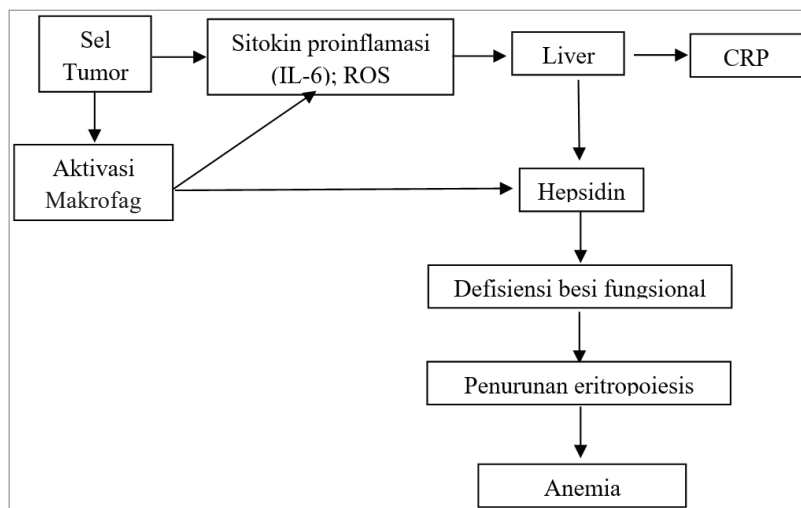 Sel
Tumor
Sitokin proinflamasi
(IL-6); ROS
Liver
CRP
Aktivasi
Makrofag
Hepsidin
Defisiensi besi fungsional
Penurunan eritropoiesis
Anemia